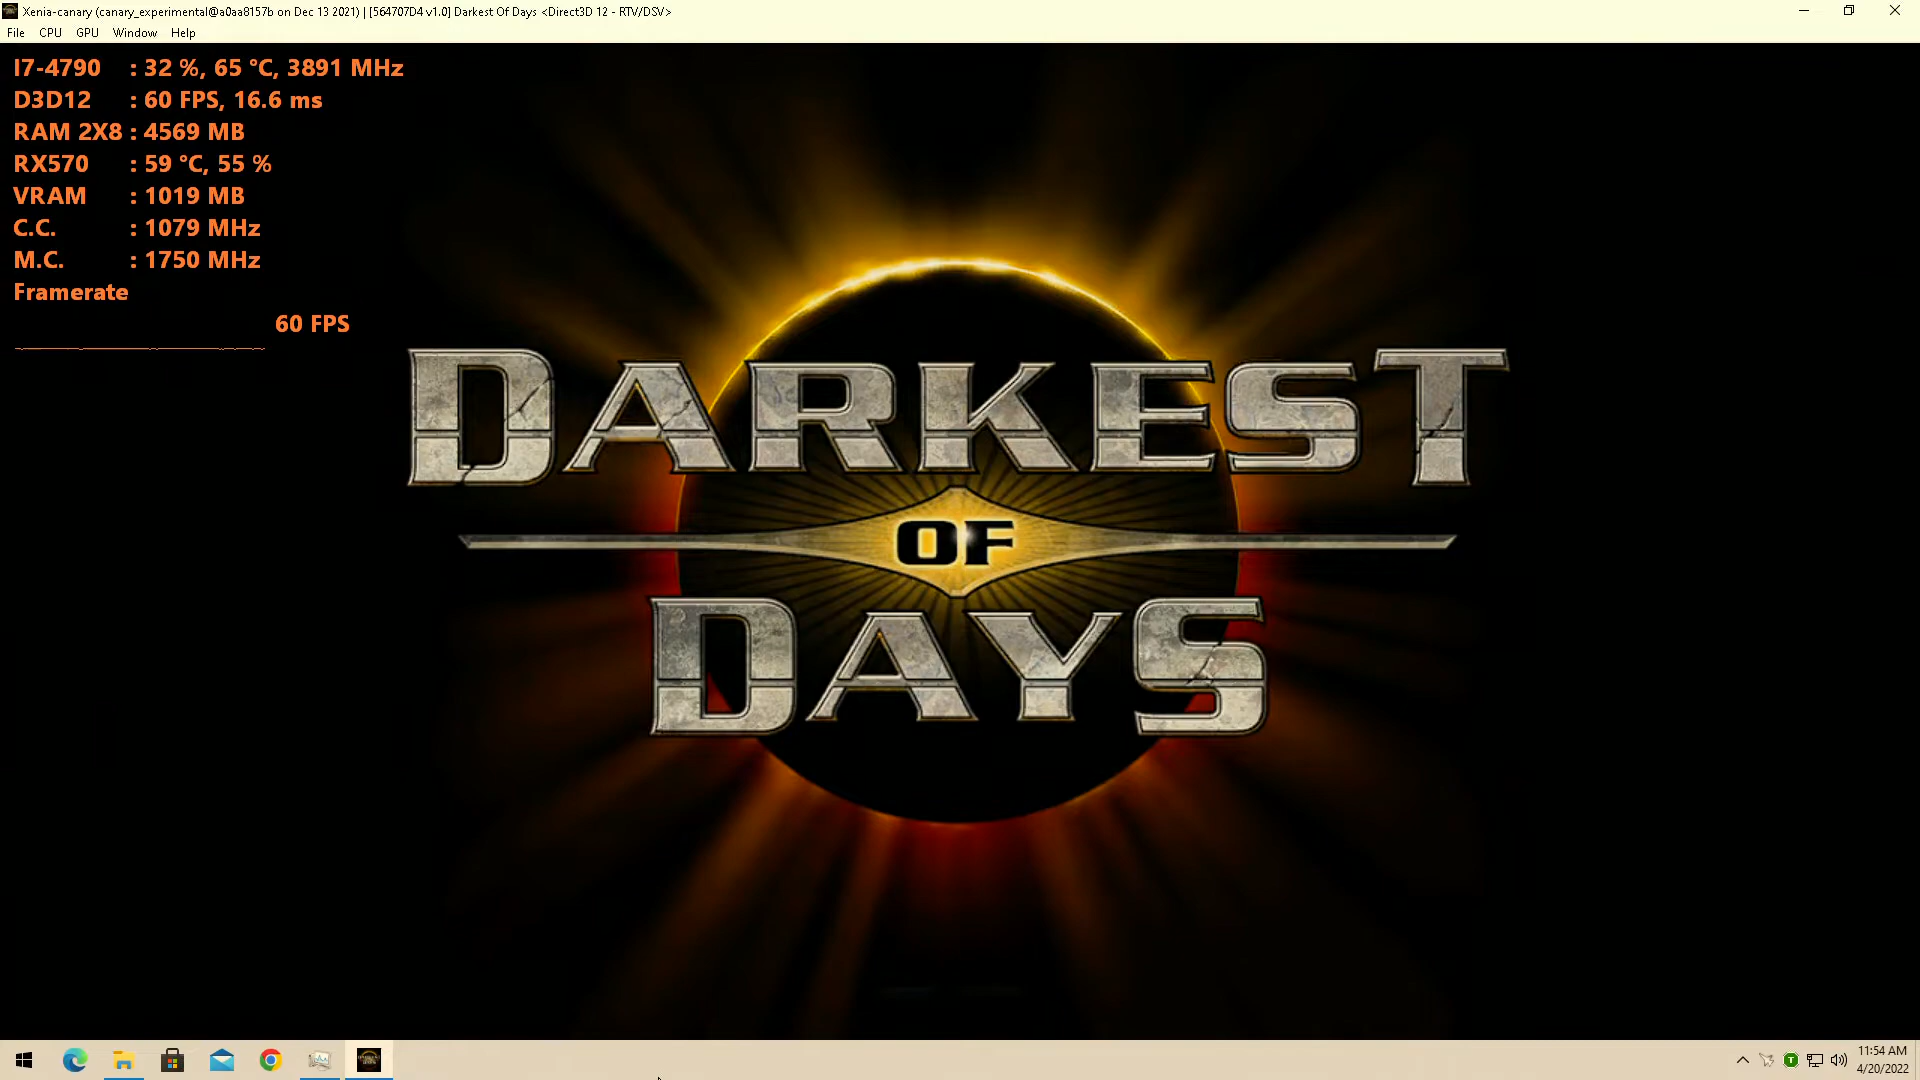 Xenia-canary (canary_experimental@a0aa8157b on Dec 13 2021) | [564707D4 v1.0] Darkest Of Days <Direct3D 12 - RTV/DSV>
File CPU GPU Window Help
I7-4790 : 32 %, 65 °C, 3891 MHz
D3D12 : 60 FPS, 16.6 ms
RAM 2X8 : 4569 MB
RX570 : 59 °C, 55 %
VRAM : 1019 MB
C.C. : 1079 MHz
M.C. : 1750 MHz
Framerate
60 FPS
DARKEST
OF
DAYS
T
11:54 AM
4/20/2022